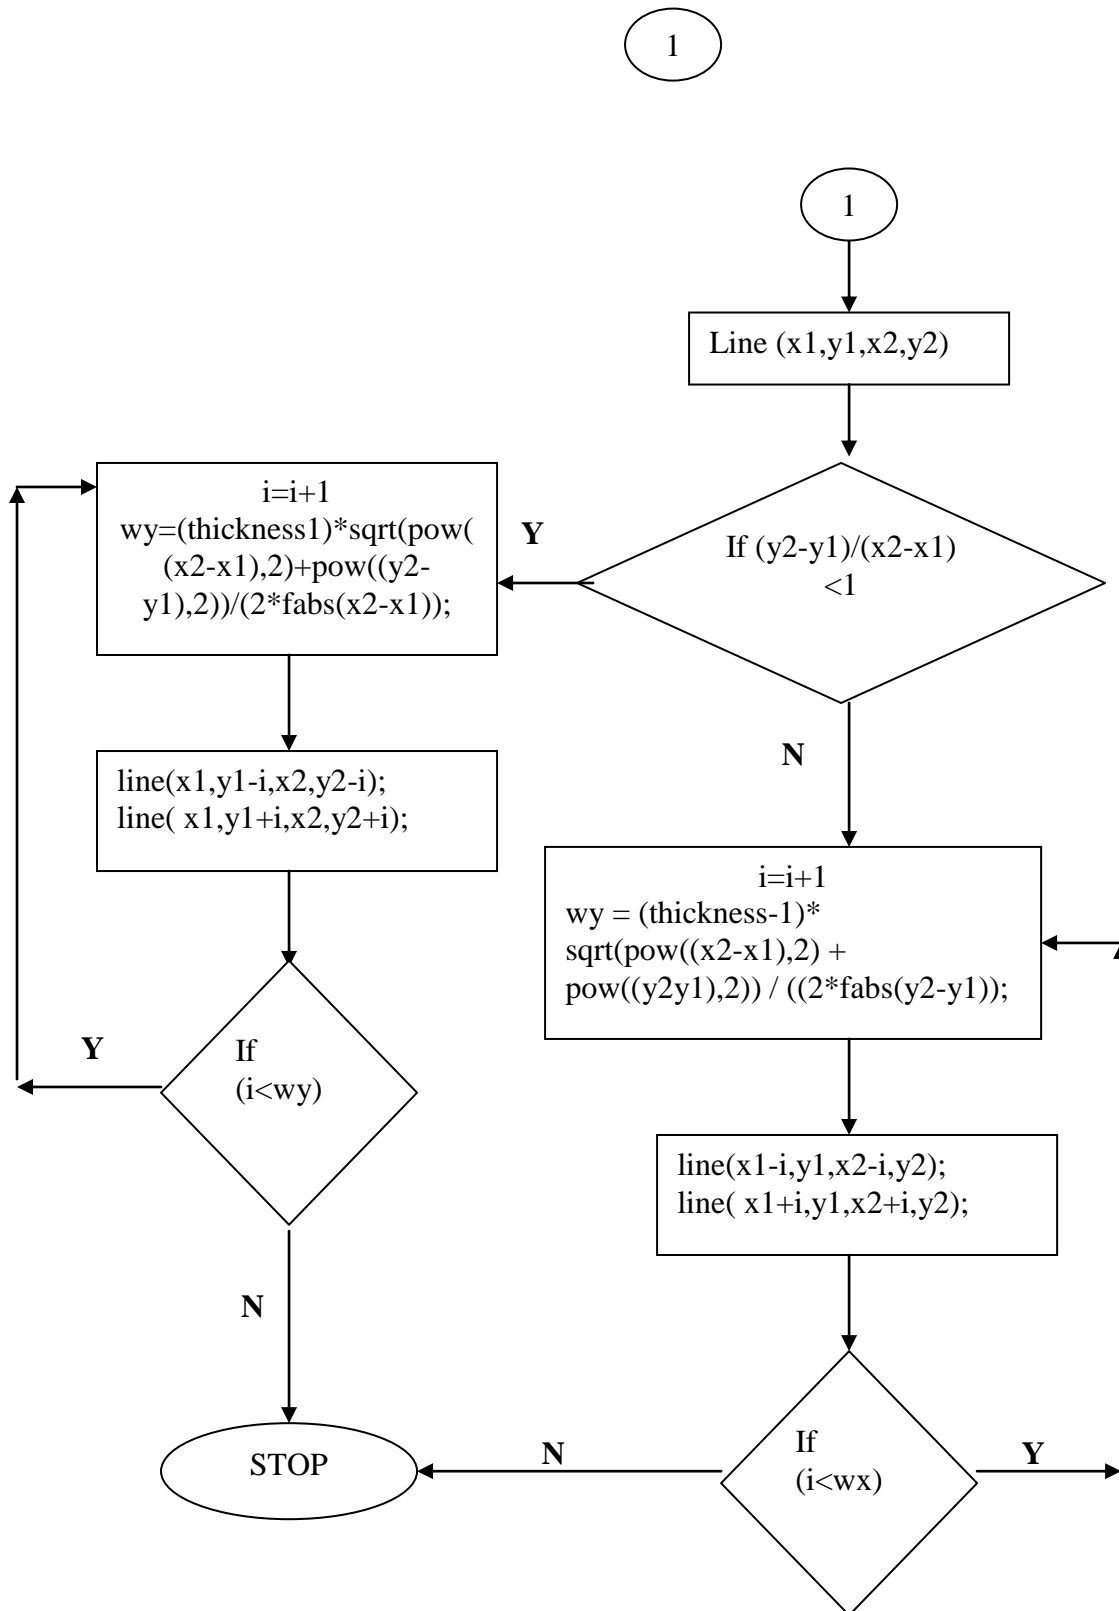 1
1
Line (x1,y1,x2,y2)
If (y2-y1)/(x2-x1)
<1
Y
i=i+1
wy=(thickness1)*sqrt(pow(
(x2-x1),2)+pow((y2-
y1),2))/(2*fabs(x2-x1));
N
line(x1,y1-i,x2,y2-i);
line( x1,y1+i,x2,y2+i);
i=i+1
wy = (thickness-1)*
sqrt(pow((x2-x1),2) +
pow((y2y1),2)) / ((2*fabs(y2-y1));
Y
If
(i<wy)
line(x1-i,y1,x2-i,y2);
line( x1+i,y1,x2+i,y2);
N
STOP
N
If
(i<wx)
Y